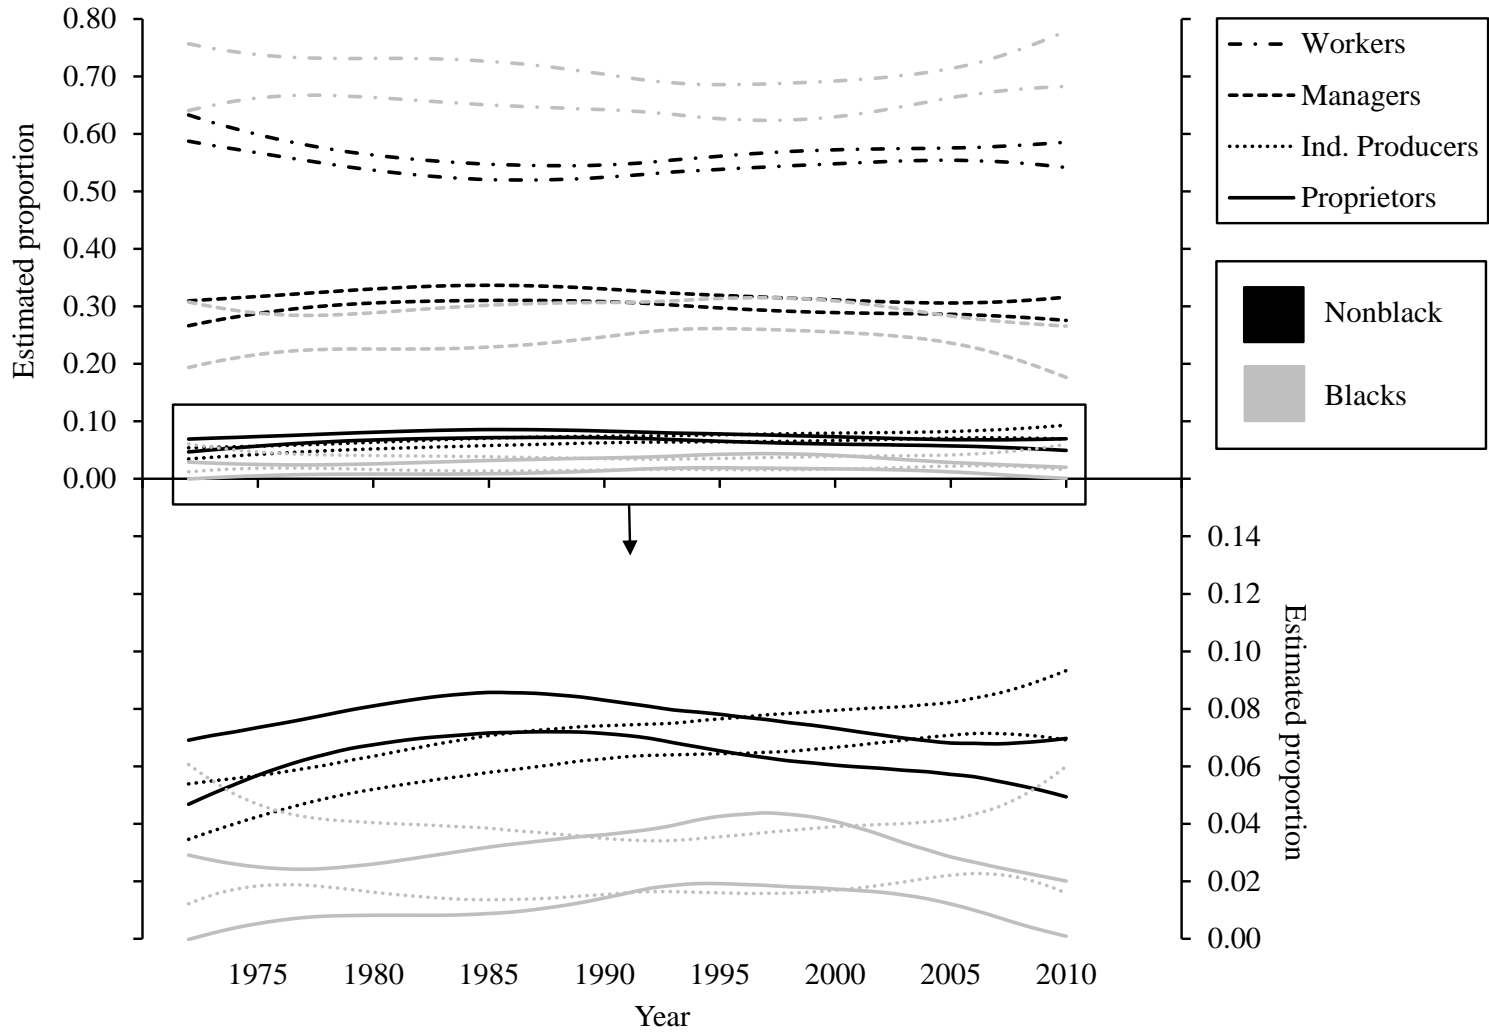 0.80
0.70
0.60
0.50
0.40
0.30
0.20
0.10
0.00
Estimated proportion
Workers
Managers
Ind. Producers
Proprietors
Nonblack
Blacks
0.14
0.12
0.10
0.08
0.06
0.04
0.02
0.00
Estimated proportion
1975 1980 1985 1990 1995 2000 2005 2010
Year